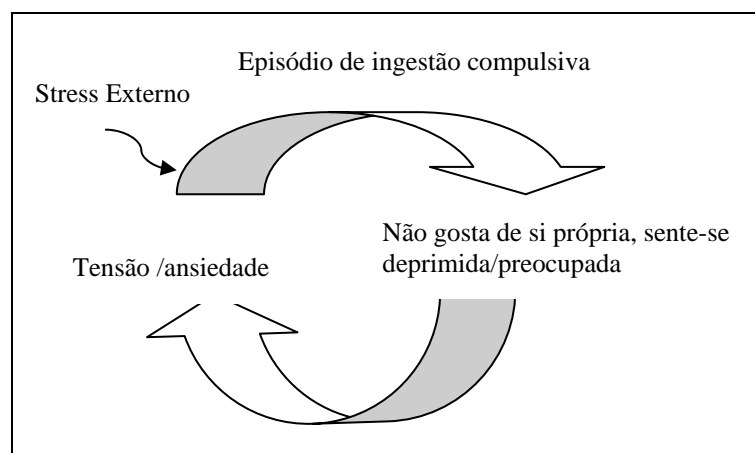 Episódio de ingestão compulsiva
Stress Externo
Não gosta de si própria, sente-se
deprimida/preocupada
Tensão /ansiedade